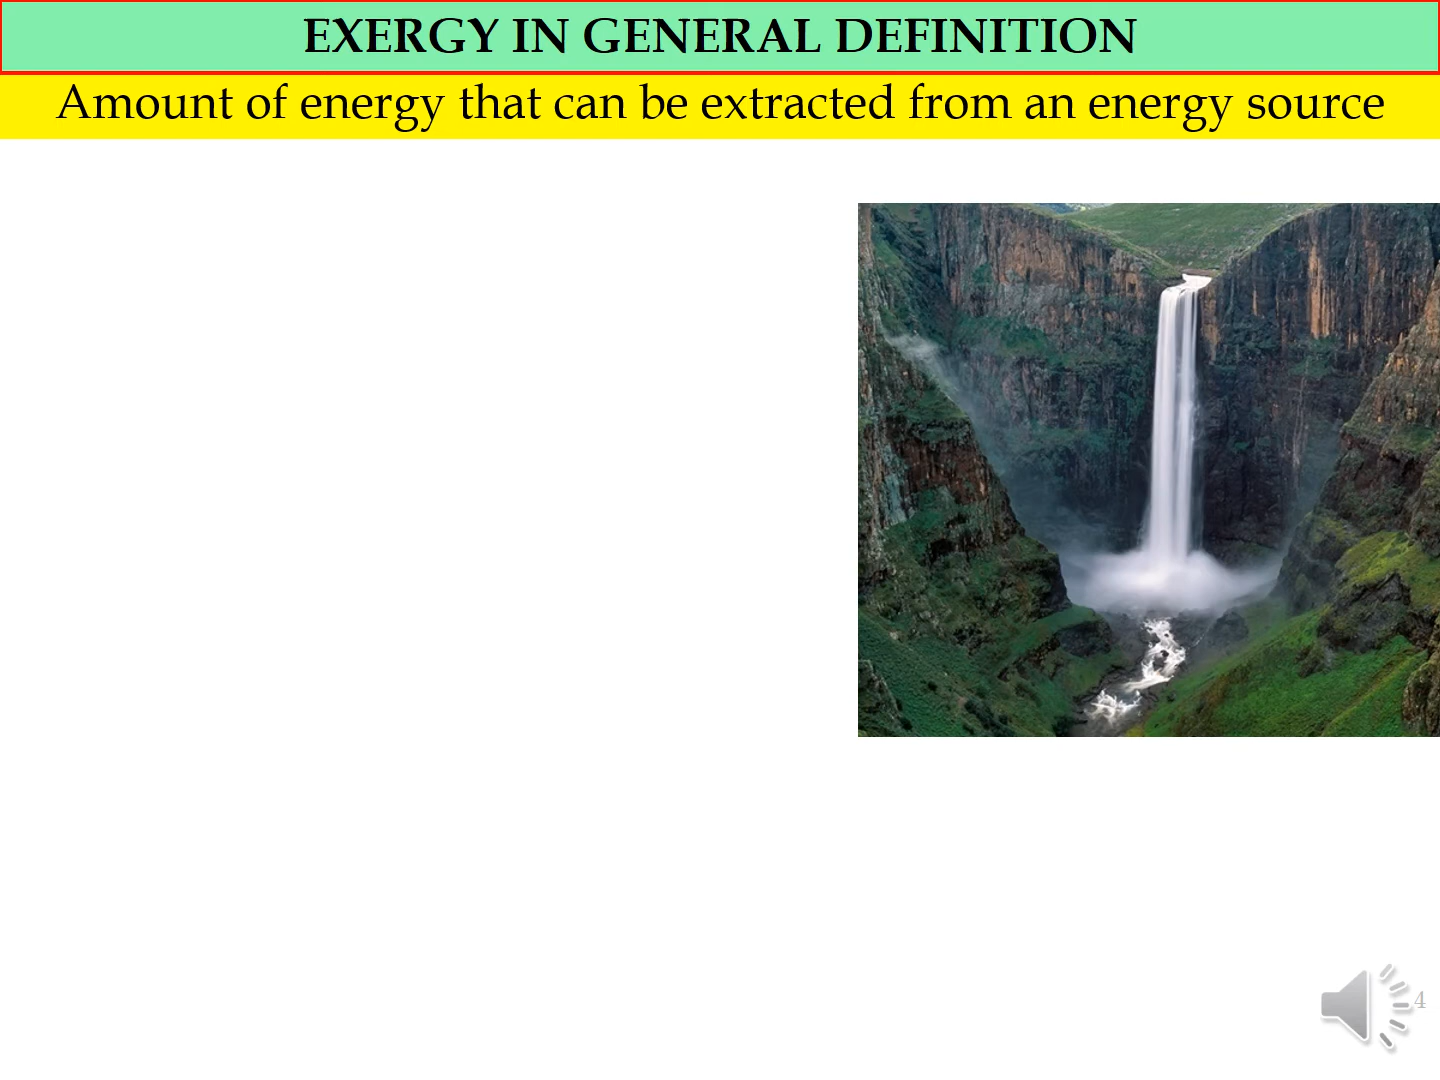 EXERGY IN GENERAL DEFINITION
Amount of energy that can be extracted from an energy source
4